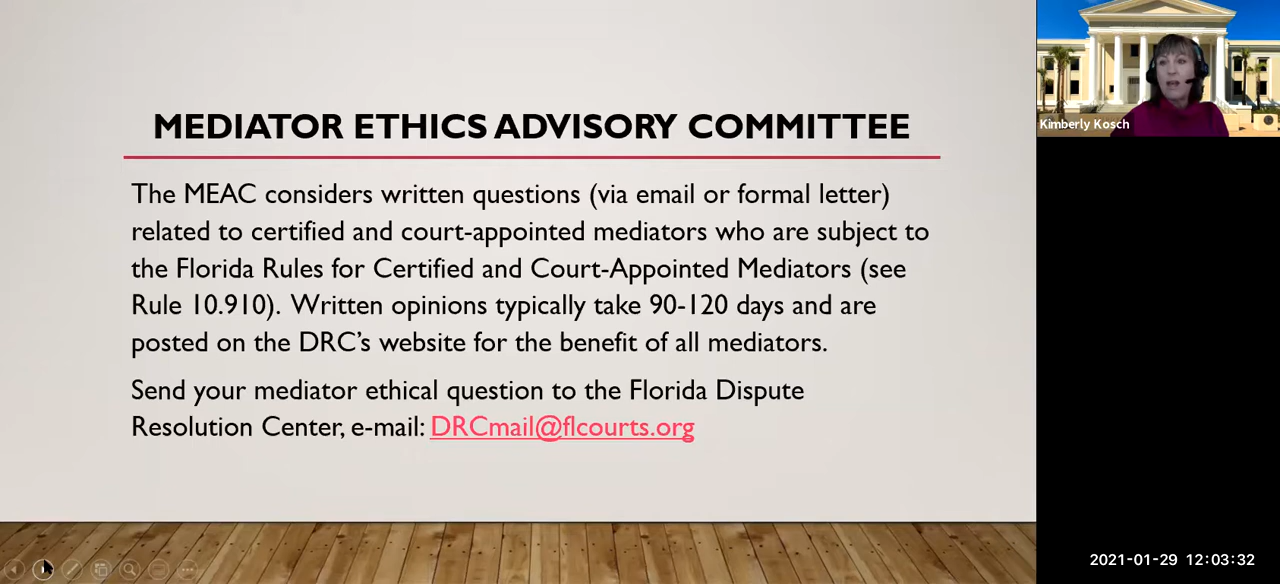 MEDIATOR ETHICS ADVISORY COMMITTEE
The MEAC considers written questions (via email or formal letter)
related to certified and court-appointed mediators who are subject to
the Florida Rules for Certified and Court-Appointed Mediators (see
Rule 10.910). Written opinions typically take 90-120 days and are
posted on the DRC’s website for the benefit of all mediators.
Send your mediator ethical question to the Florida Dispute
Resolution Center, e-mail: DRCmail@flcourts.org
Kimberly Kosch
2021-01-29 12:03:32